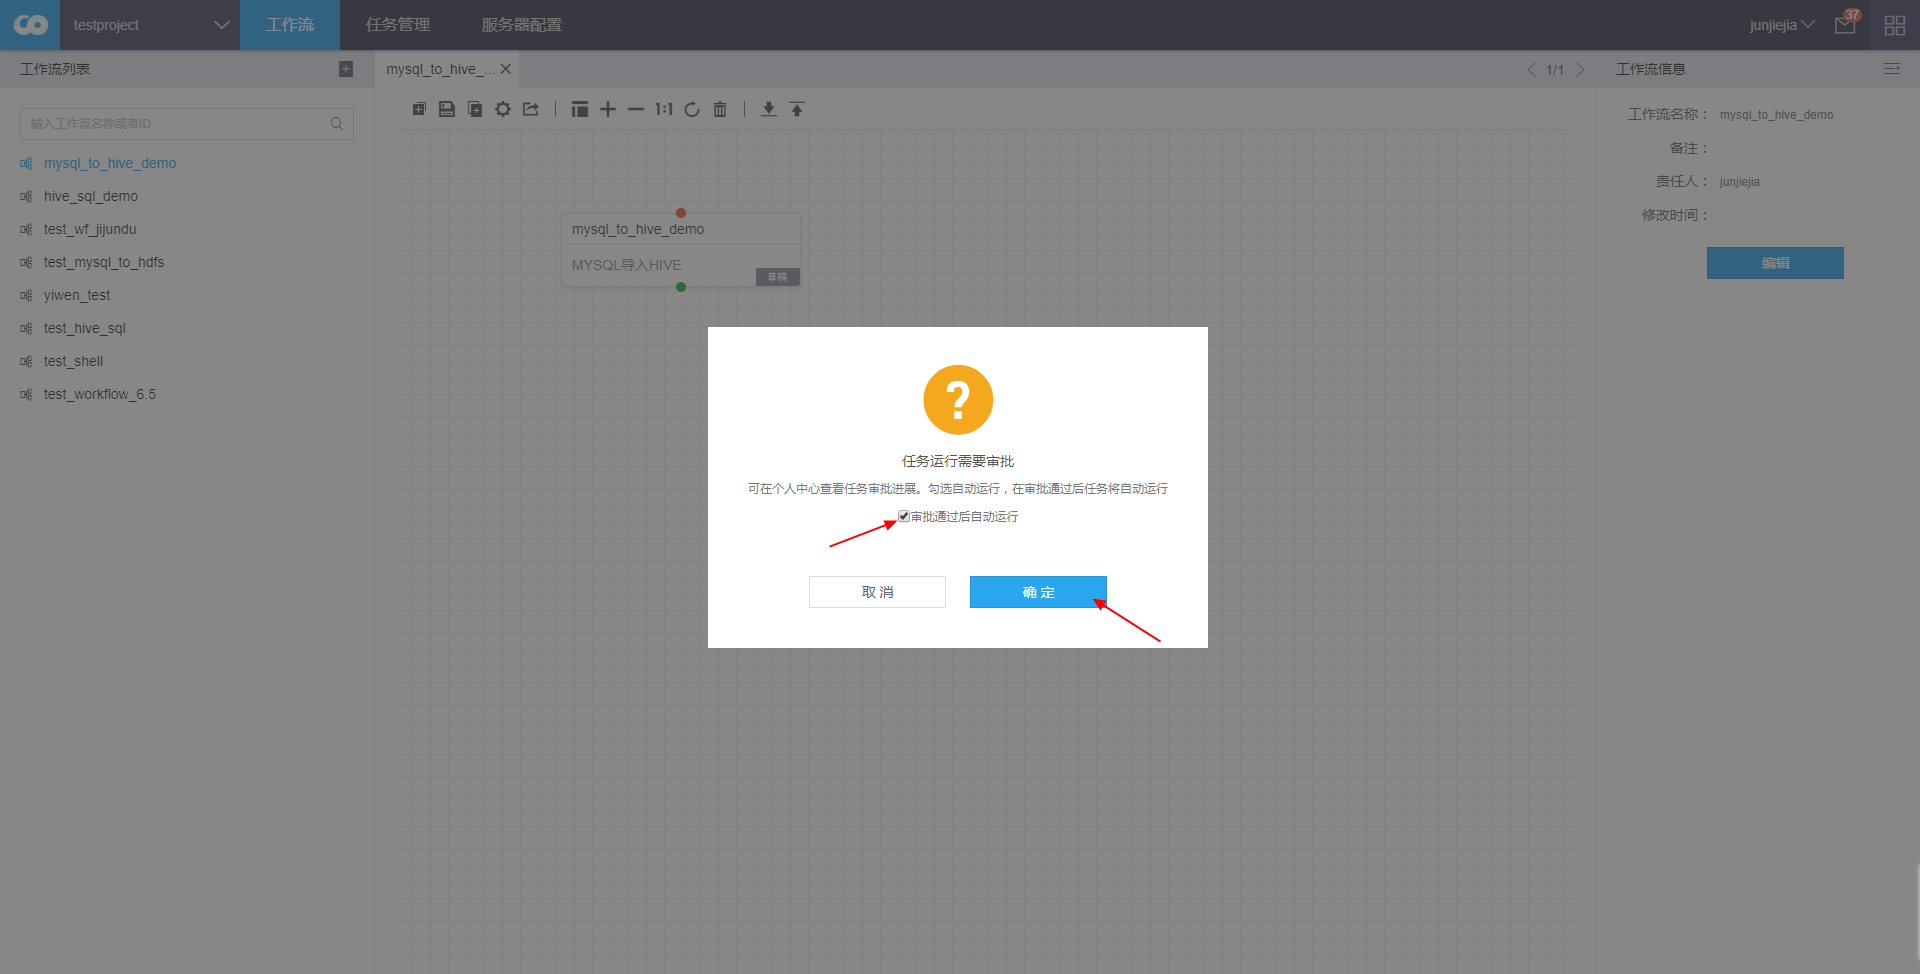 testproject
工作流
任务管理
服务器配置
junjiejia
37
工作流列表
mysql_to_hive_...
1/1
工作流信息
输入工作流名称或者ID
1:1
mysql_to_hive_demo
hive_sql_demo
test_wf_jijundu
test_mysql_to_hdfs
yiwen_test
test_hive_sql
test_shell
test_workflow_6.5
mysql_to_hive_demo
MYSQL导入HIVE
草稿
工作流名称： mysql_to_hive_demo
备注：
责任人： junjiejia
修改时间：
编辑
?
任务运行需要审批
可在个人中心查看任务审批进展。勾选自动运行，在审批通过后任务将自动运行
审批通过后自动运行
取 消
确 定